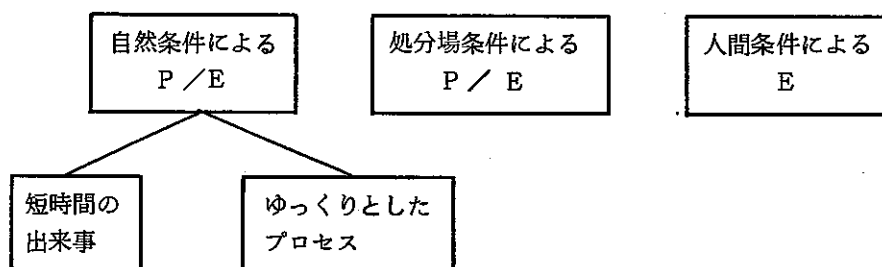 自然条件による
P／E
処分場条件による
P／E
人間条件による
E
短時間の
出来事
ゆっくりとした
プロセス